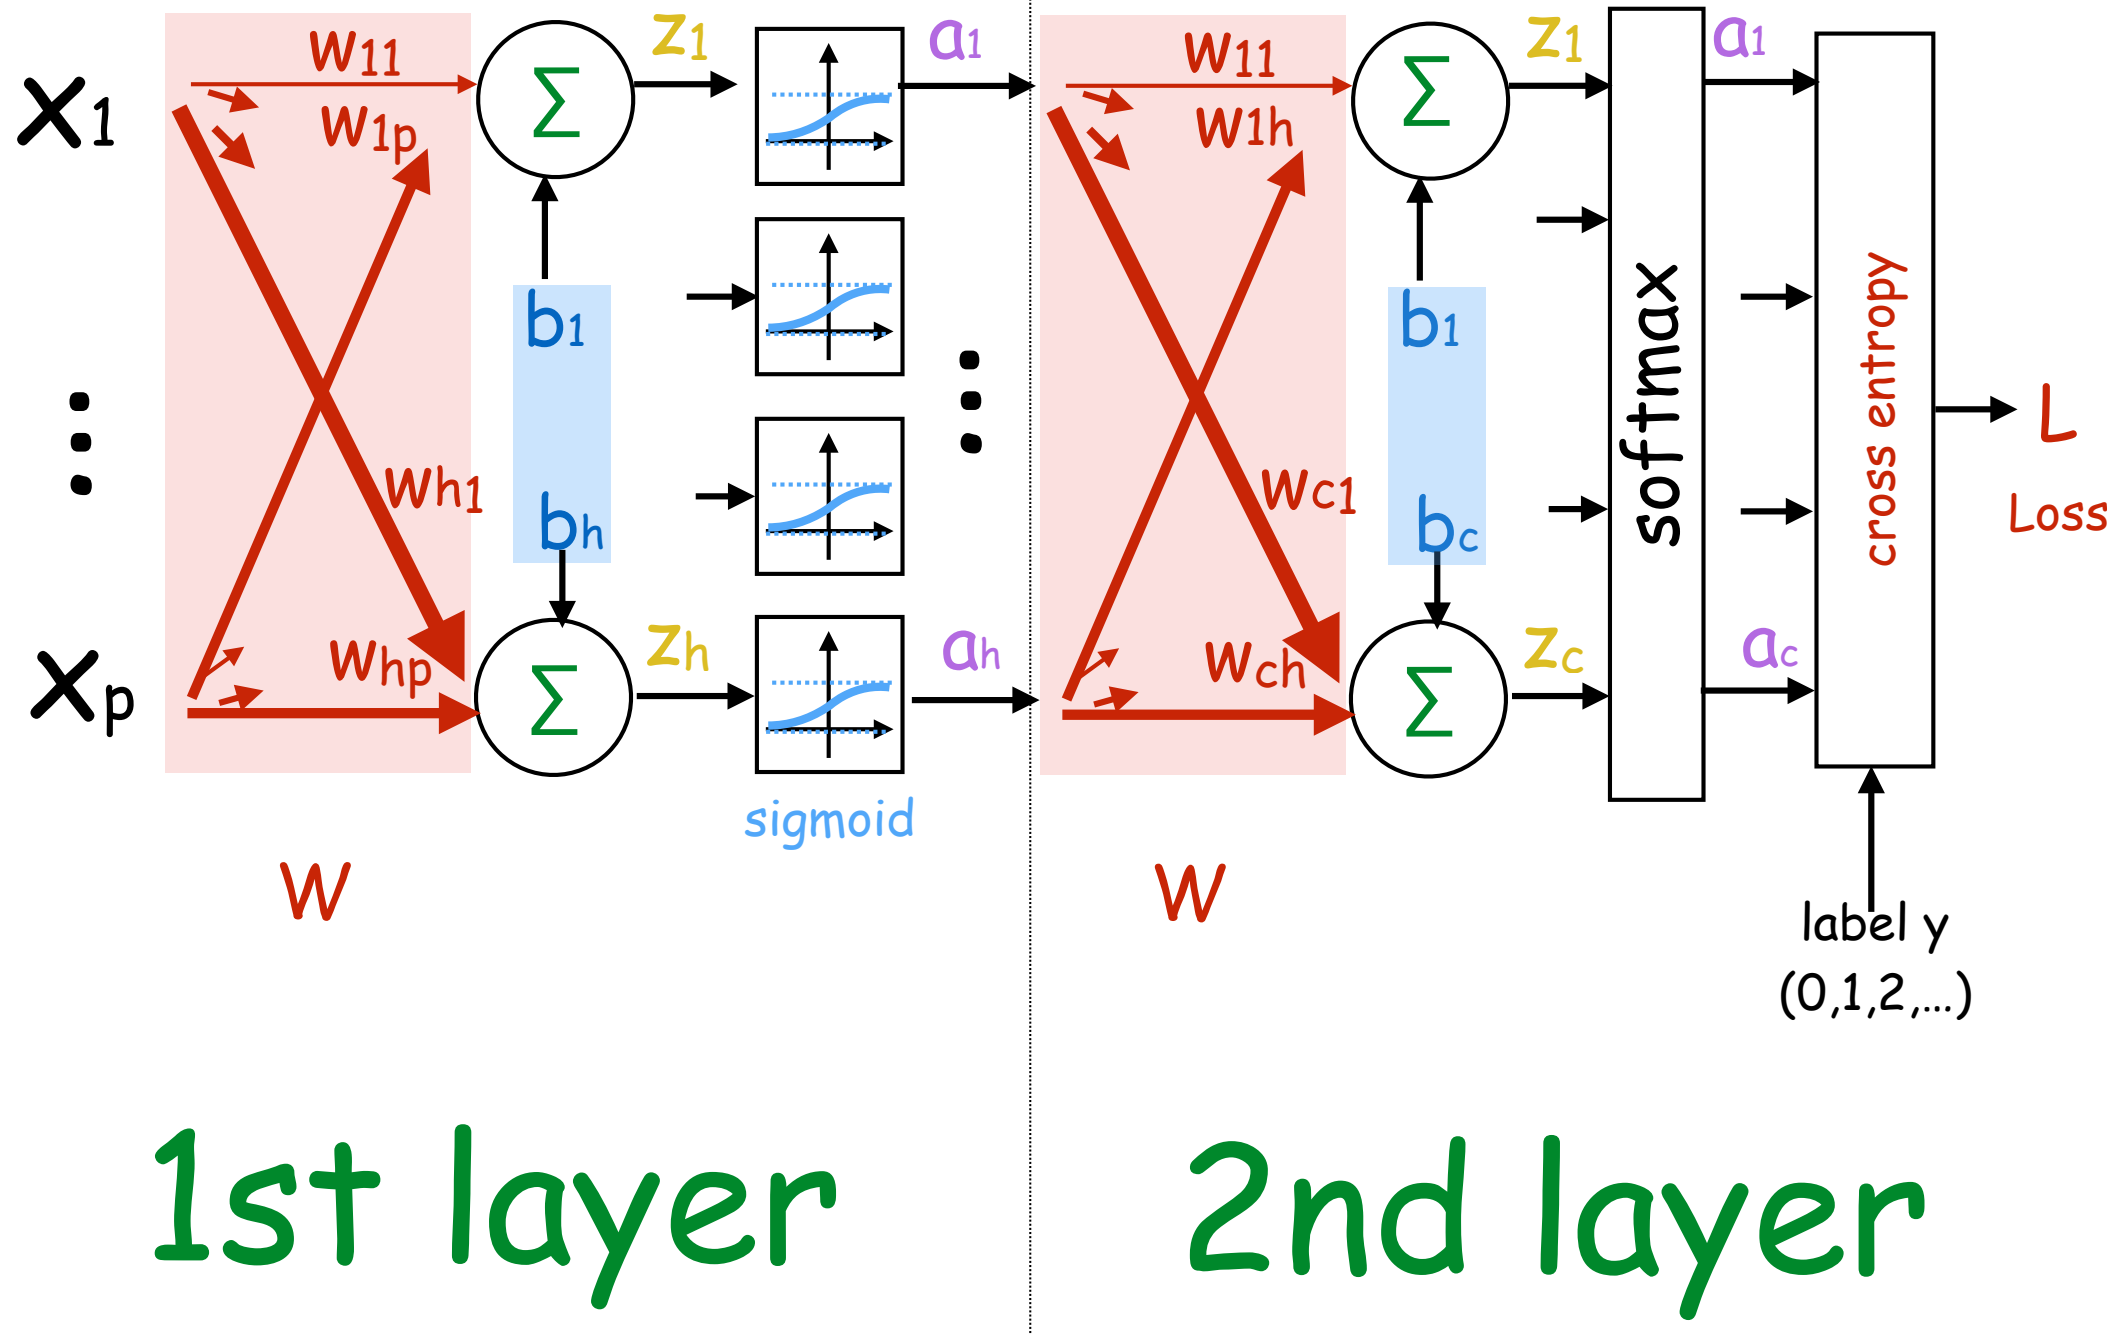 x1
⋮
xp
w11
w1p
wh1
whp
W
Σ
b1
bh
Σ
z1
zh
sigmoid
a1
⋮
ah
w11
w1h
wc1
wch
W
Σ
b1
bc
Σ
z1
zc
softmax
a1
ac
cross entropy
label y
(0,1,2,...)
L
Loss
1st layer
2nd layer